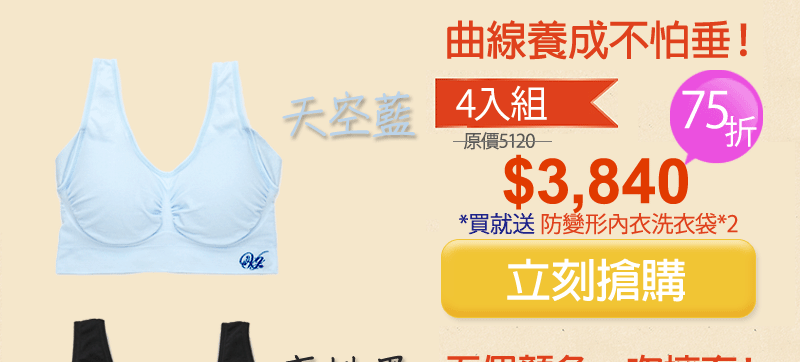 曲線養成不怕垂!
天空藍
4入組
75折
原價5120
$3,840
*買就送 防變形內衣洗衣袋*2
立刻搶購